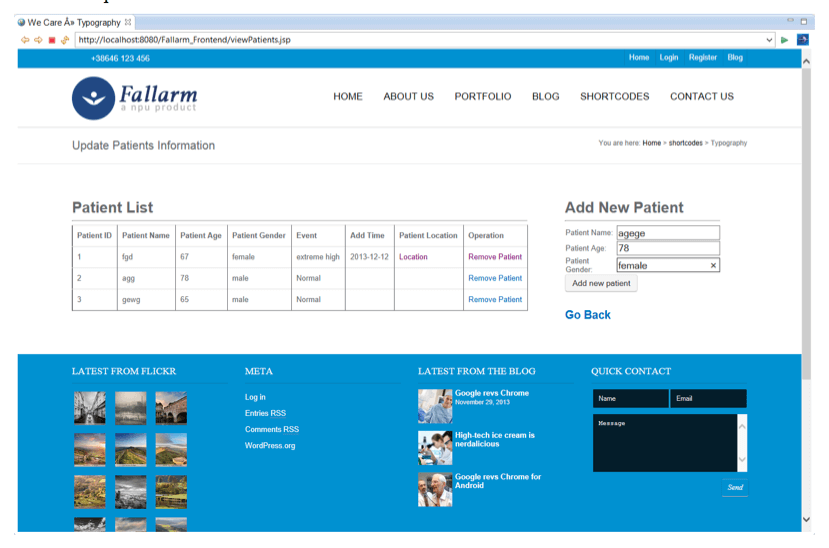 We Care Â» Typography
http://localhost:8080/Fallarm_Frontend/viewPatients.jsp
+38646 123 456
Home Login Register Blog
Fallarm
a npu product
HOME ABOUT US PORTFOLIO BLOG SHORTCODES CONTACT US
Update Patients Information
You are here: Home » shortcodes » Typography
Patient List
Patient ID Patient Name Patient Age Patient Gender Event Add Time Patient Location Operation
1 fgd 67 female extreme high 2013-12-12 Location Remove Patient
2 agg 78 male Normal Remove Patient
3 gewg 65 male Normal Remove Patient
Add New Patient
Patient Name: agege
Patient Age: 78
Patient
Gender: female
Add new patient
Go Back
LATEST FROM FLICKR
META
Log in
Entries RSS
Comments RSS
WordPress.org
LATEST FROM THE BLOG
Google revs Chrome
November 29, 2013
High-tech ice cream is
nerdalicious
Google revs Chrome for
Android
QUICK CONTACT
Name Email
Message
Send